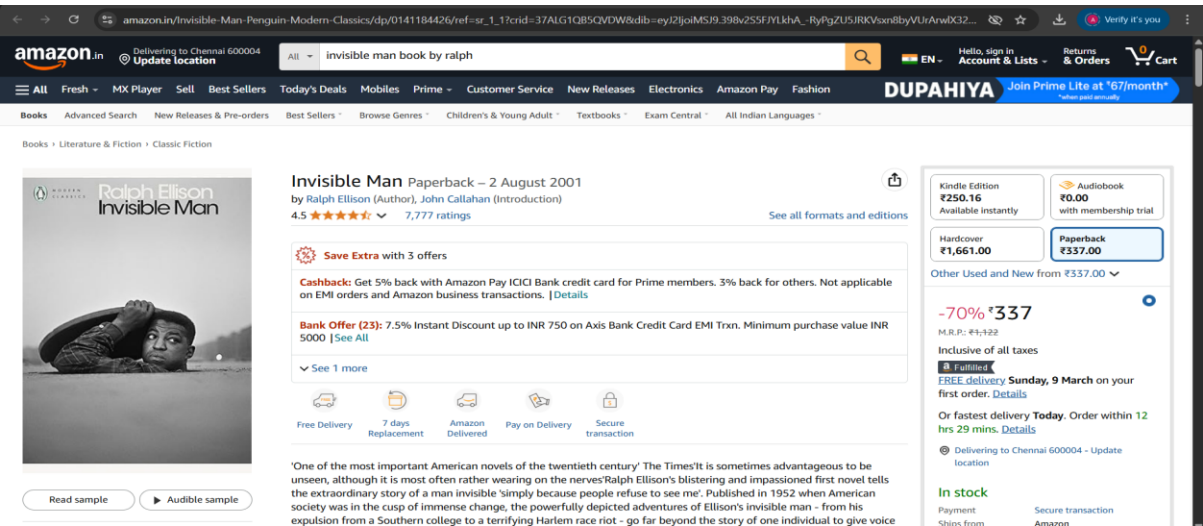 amazon.in/Invisible-Man-Penguin-Modern-Classics/dp/0141184426/ref=sr_1_1?crid=37ALG1QB5QVDW&dib=
Verify it's you
amazon.in
Delivering to Chennai 600004
Update location
All
invisible man book by ralph
EN
Hello, sign in
Account & Lists
Returns
& Orders
0
Cart
All
Fresh
MX Player
Sell
Best Sellers
Today's Deals
Mobiles
Prime
Customer Service
New Releases
Electronics
Amazon Pay
Fashion
DUPAHIYA
Join Prime Lite at ₹67/month*
*when paid annually
Books
Advanced Search
New Releases & Pre-orders
Best Sellers
Browse Genres
Children's & Young Adult
Textbooks
Exam Central
All Indian Languages
Books › Literature & Fiction › Classic Fiction
MODERN
CLASSICS
Ralph Ellison
Invisible Man
Read sample
Audible sample
Invisible Man Paperback – 2 August 2001
by Ralph Ellison (Author), John Callahan (Introduction)
4.5
7,777 ratings
See all formats and editions
Save Extra with 3 offers
Cashback: Get 5% back with Amazon Pay ICICI Bank credit card for Prime members. 3% back for others. Not applicable
on EMI orders and Amazon business transactions. |Details
Bank Offer (23): 7.5% Instant Discount up to INR 750 on Axis Bank Credit Card EMI Trxn. Minimum purchase value INR
5000 |See All
See 1 more
Free Delivery
7 days
Replacement
Amazon
Delivered
Pay on Delivery
Secure
transaction
'One of the most important American novels of the twentieth century' The Times'It is sometimes advantageous to be
unseen, although it is most often rather wearing on the nerves'Ralph Ellison's blistering and impassioned first novel tells
the extraordinary story of a man invisible 'simply because people refuse to see me'. Published in 1952 when American
society was in the cusp of immense change, the powerfully depicted adventures of Ellison's invisible man - from his
expulsion from a Southern college to a terrifying Harlem race riot - go far beyond the story of one individual to give voice
Kindle Edition
₹250.16
Available instantly
Audiobook
₹0.00
with membership trial
Hardcover
₹1,661.00
Paperback
₹337.00
Other Used and New from ₹337.00
-70% ₹337
M.R.P.: ₹1,122
Inclusive of all taxes
Fulfilled
FREE delivery Sunday, 9 March on your
first order. Details
Or fastest delivery Today. Order within 12
hrs 29 mins. Details
Delivering to Chennai 600004 - Update
location
In stock
Payment
Secure transaction
Ships from
Amazon